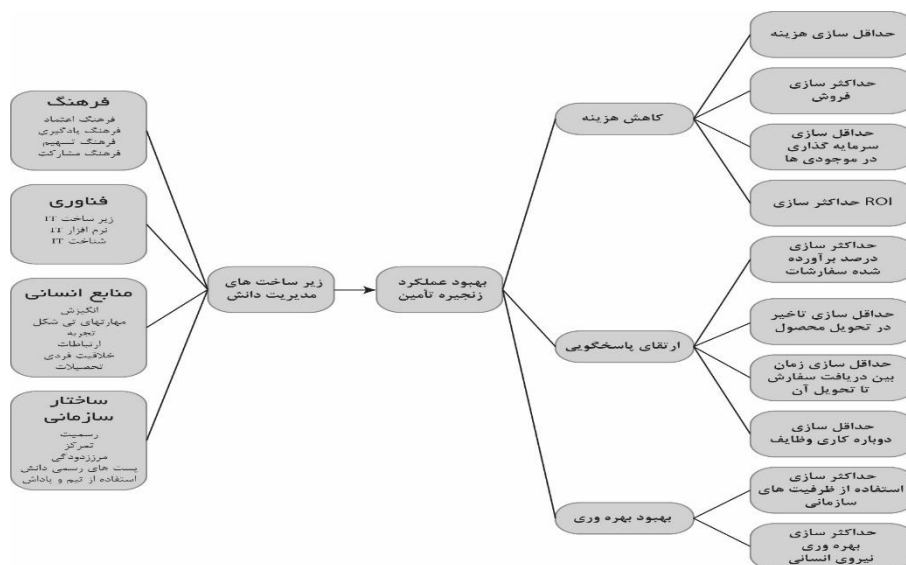 فرهنگ
فرهنگ اعتماد
فرهنگ یادگیری
فرهنگ تسهیم
فرهنگ مشارکت
فناوری
زیر ساخت IT
نرم افزار IT
شناخت IT
منابع انسانی
انگیزش
مهارتهای تی شکل
تجربه
ارتباطات
خلاقیت فردی
تحصیلات
ساختار
سازمانی
رسمیت
تمرکز
مرززدودگی
پست های رسمی دانش
استفاده از تیم و پاداش
زیر ساخت های
مدیریت دانش
بهبود عملکرد
زنجیره تأمین
کاهش هزینه
حداقل سازی هزینه
حداکثر سازی
فروش
حداقل سازی
سرمایه گذاری
در موجودی ها
حداکثر سازی ROI
ارتقای پاسخگویی
حداکثر سازی
درصد برآورده
شده سفارشات
حداقل سازی تاخیر
در تحویل محصول
حداقل سازی زمان
بین دریافت سفارش
تا تحویل آن
حداقل سازی
دوباره کاری وظایف
بهبود بهره وری
حداکثر سازی
استفاده از ظرفیت های
سازمانی
حداکثر سازی
بهره وری
نیروی انسانی